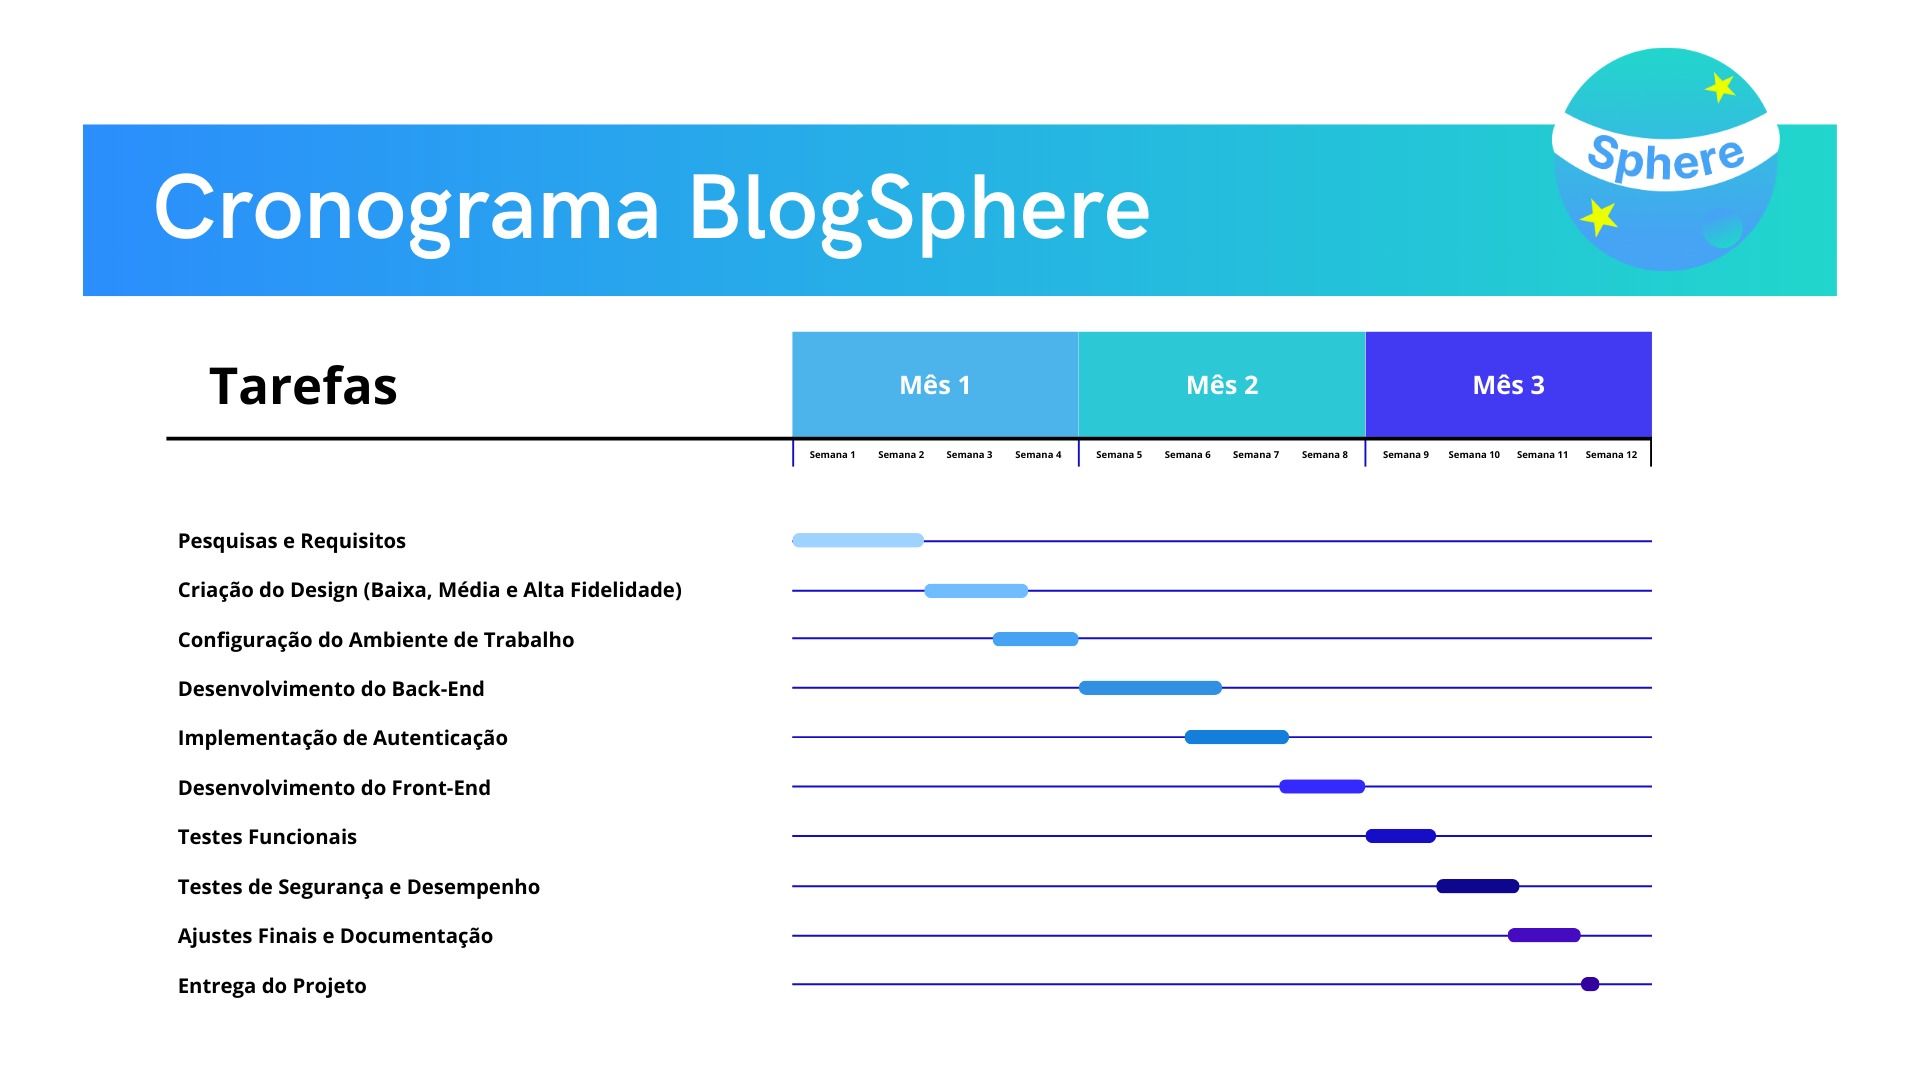 Sphere
Cronograma BlogSphere
Tarefas
Mês 1
Mês 2
Mês 3
Semana 1 Semana 2 Semana 3 Semana 4 Semana 5 Semana 6 Semana 7 Semana 8 Semana 9 Semana 10 Semana 11 Semana 12
Pesquisas e Requisitos
Criação do Design (Baixa, Média e Alta Fidelidade)
Configuração do Ambiente de Trabalho
Desenvolvimento do Back-End
Implementação de Autenticação
Desenvolvimento do Front-End
Testes Funcionais
Testes de Segurança e Desempenho
Ajustes Finais e Documentação
Entrega do Projeto